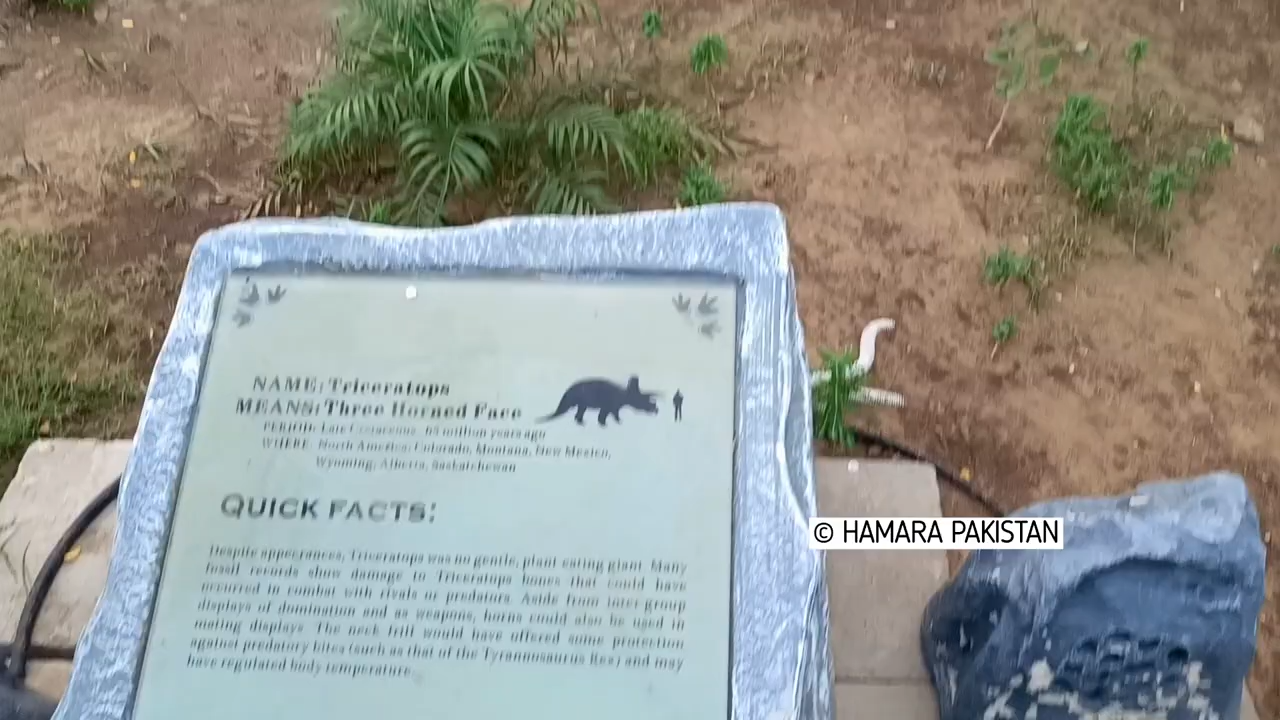 NAME: Triceratops
MEANS: Three Horned Face
PERIOD: Late Cretaceous 65 million years ago
WHERE: North America: Colorado, Montana, New Mexico,
Wyoming; Alberta, Saskatchewan
QUICK FACTS:
Despite appearances, Triceratops was no gentle, plant eating giant. Many
fossil records show damage to Triceratops bones that could have
occurred in combat with rivals or predators. Aside from inter-group
displays of domination and as weapons, horns could also be used in
mating displays. The neck frill would have offered some protection
against predatory bites (such as that of the Tyrannosaurus Rex) and may
have regulated body temperature.
© HAMARA PAKISTAN